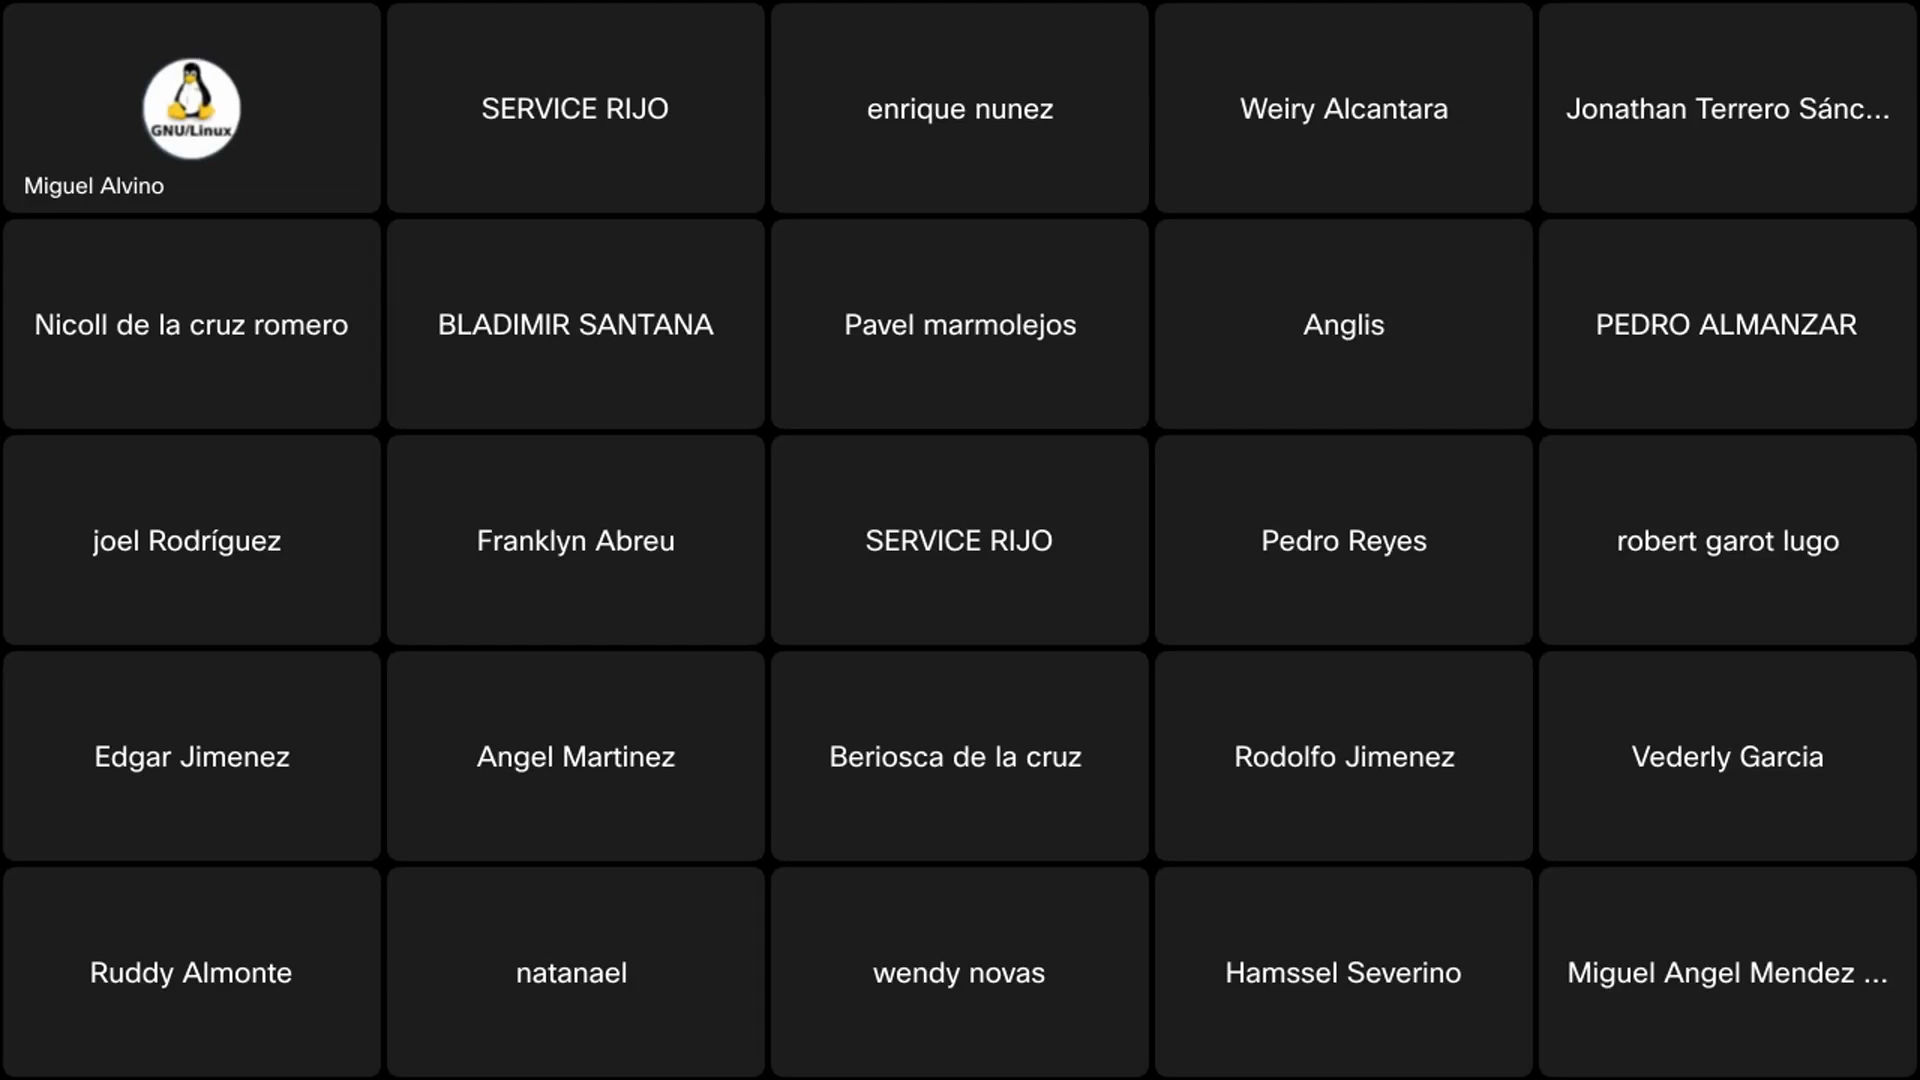 GNU/Linux
Miguel Alvino
SERVICE RIJO
enrique nunez
Weiry Alcantara
Jonathan Terrero Sánc...
Nicoll de la cruz romero
BLADIMIR SANTANA
Pavel marmolejos
Anglis
PEDRO ALMANZAR
joel Rodríguez
Franklyn Abreu
SERVICE RIJO
Pedro Reyes
robert garot lugo
Edgar Jimenez
Angel Martinez
Beriosca de la cruz
Rodolfo Jimenez
Vederly Garcia
Ruddy Almonte
natanael
wendy novas
Hamssel Severino
Miguel Angel Mendez ...